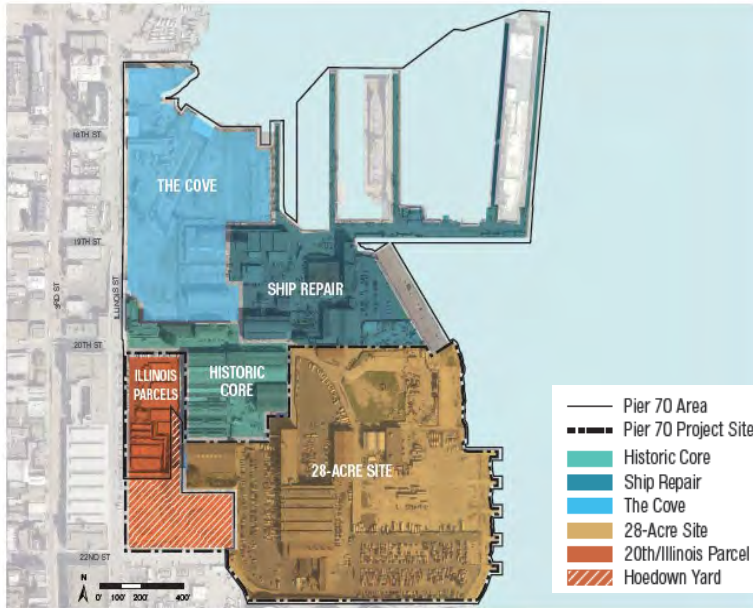 18TH ST
THE COVE
19TH ST
3RD ST
ILLINOIS ST
SHIP REPAIR
20TH ST
ILLINOIS
PARCELS
HISTORIC
CORE
28-ACRE SITE
22ND ST
N
0' 100' 200' 400'
Pier 70 Area
Pier 70 Project Site
Historic Core
Ship Repair
The Cove
28-Acre Site
20th/Illinois Parcel
Hoedown Yard